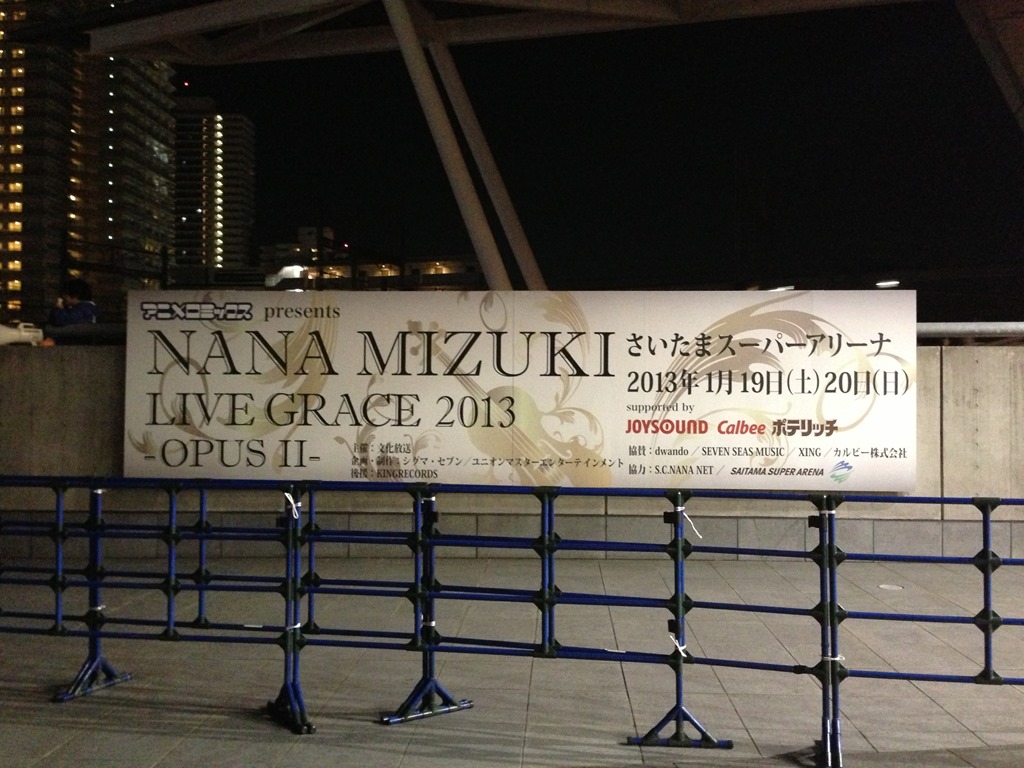 アニメロミックス presents
NANA MIZUKI
LIVE GRACE 2013
-OPUS II-
主催：文化放送
企画・制作：シグマ・セブン／ユニオンマスターエンターテインメント
後援：KINGRECORDS
さいたまスーパーアリーナ
2013年1月19日(土)20日(日)
supported by
JOYSOUND Calbee ポテリッチ
協賛：dwando／SEVEN SEAS MUSIC／XING／カルビー株式会社
協力：S.C.NANA NET／SAITAMA SUPER ARENA